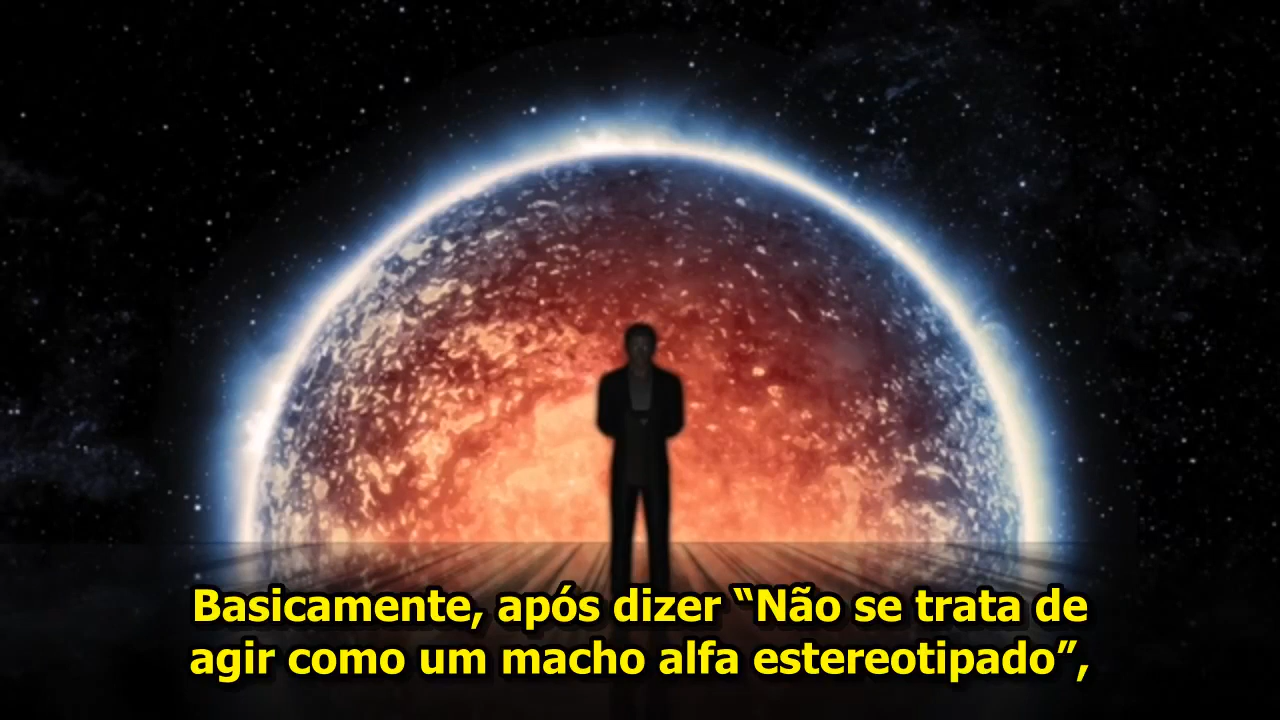 Basicamente, após dizer “Não se trata de
agir como um macho alfa estereotipado”,